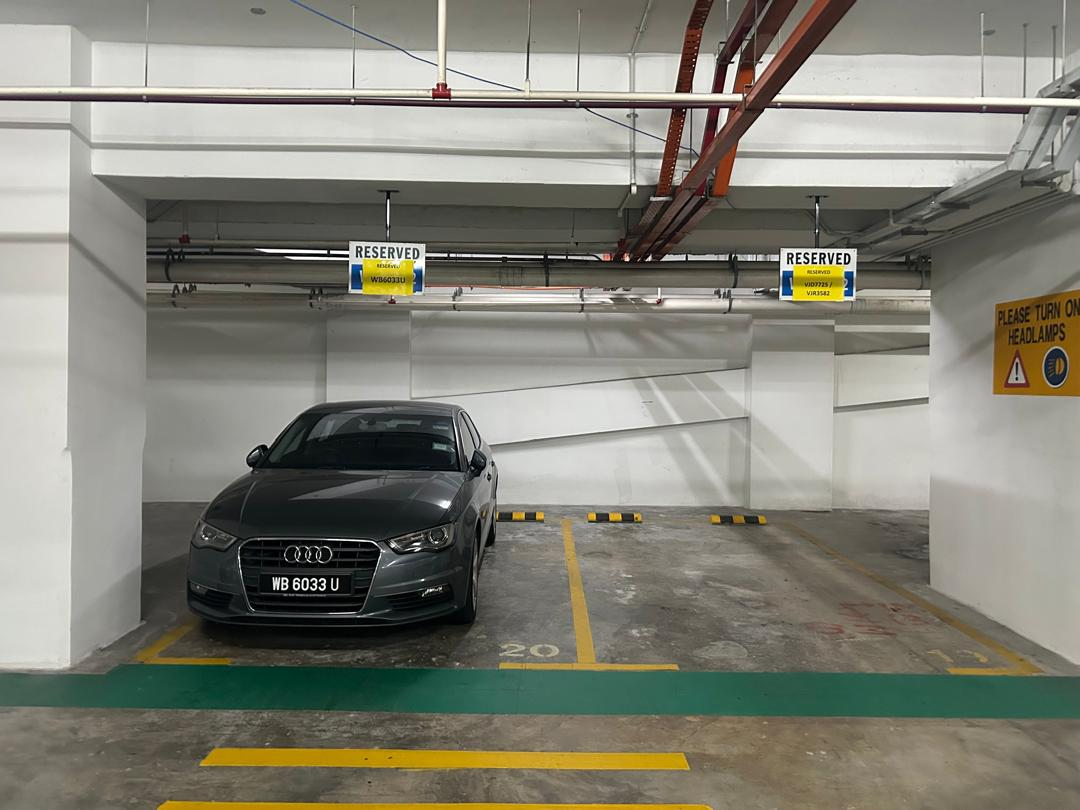 RESERVED
RESERVED
WB6033U
RESERVED
RESERVED
VJD7725 /
VJR3582
PLEASE TURN ON
HEADLAMPS
WB 6033 U
20